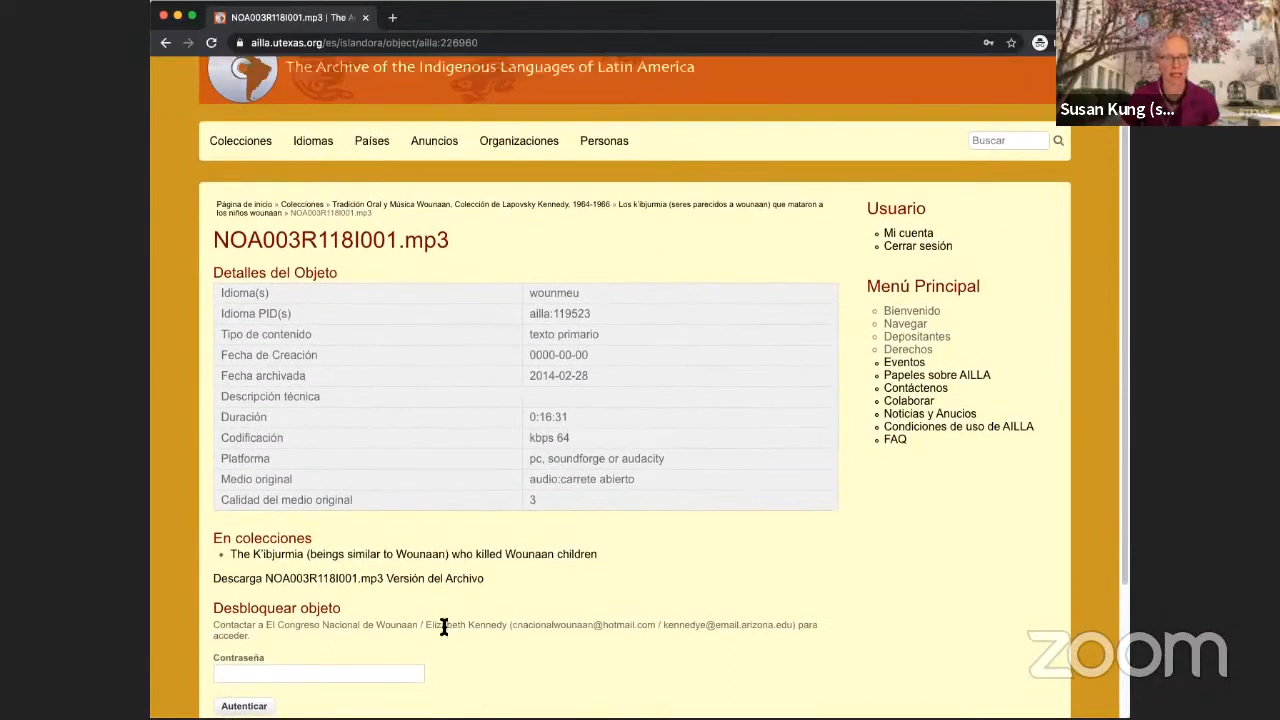 NOA003R118I001.mp3 | The A
ailla.utexas.org/es/islandora/object/ailla:226960
Susan Kung (s...
The Archive of the Indigenous Languages of Latin America
Colecciones Idiomas Países Anuncios Organizaciones Personas
Buscar
Página de inicio » Colecciones » Tradición Oral y Música Wounaan, Colección de Lapovsky Kennedy, 1964-1966 » Los k'ibjurmia (seres parecidos a wounaan) que mataron a
los niños wounaan » NOA003R118I001.mp3
NOA003R118I001.mp3
Detalles del Objeto
Idioma(s) wounmeu
Idioma PID(s) ailla:119523
Tipo de contenido texto primario
Fecha de Creación 0000-00-00
Fecha archivada 2014-02-28
Descripción técnica
Duración 0:16:31
Codificación kbps 64
Platforma pc, soundforge or audacity
Medio original audio:carrete abierto
Calidad del medio original 3
En colecciones
The K'ibjurmia (beings similar to Wounaan) who killed Wounaan children
Descarga NOA003R118I001.mp3 Versión del Archivo
Desbloquear objeto
Contactar a El Congreso Nacional de Wounaan / Elizabeth Kennedy (cnacionalwounaan@hotmail.com / kennedye@email.arizona.edu) para
acceder.
Contraseña
Autenticar
Usuario
Mi cuenta
Cerrar sesión
Menú Principal
Bienvenido
Navegar
Depositantes
Derechos
Eventos
Papeles sobre AILLA
Contáctenos
Colaborar
Noticias y Anucios
Condiciones de uso de AILLA
FAQ
zoom